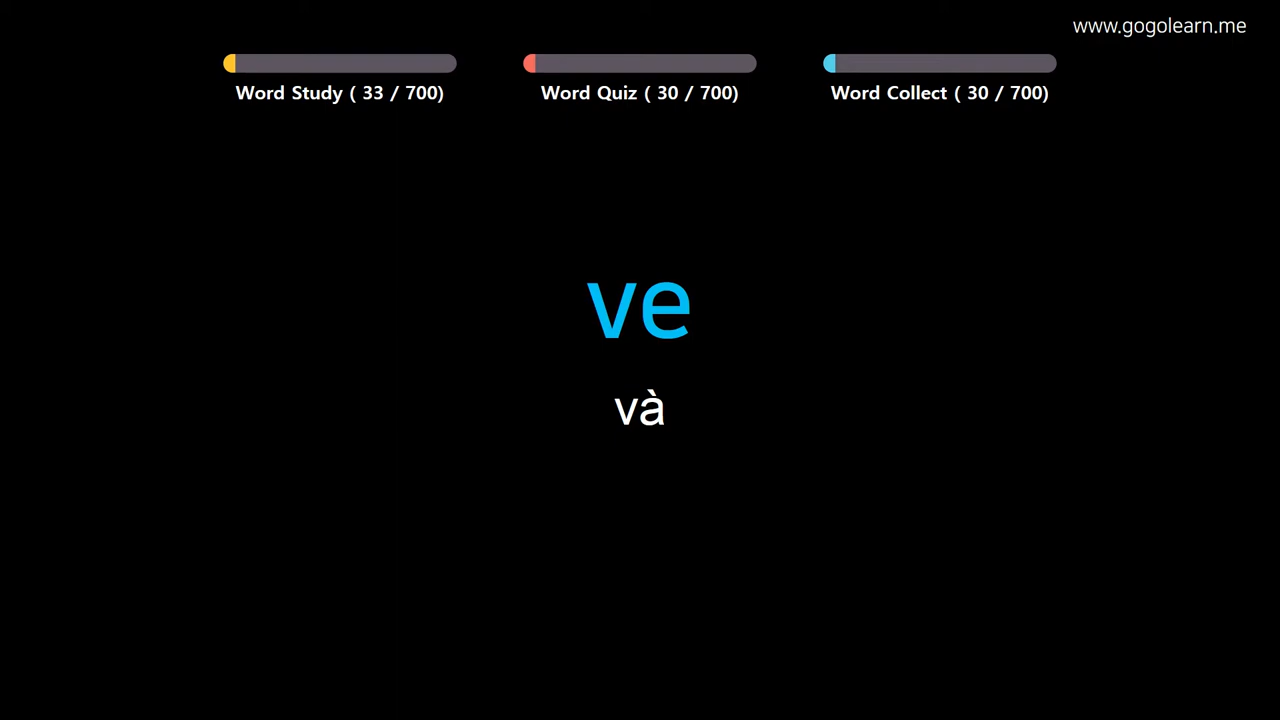 www.gogolearn.me
Word Study ( 33 / 700)
Word Quiz ( 30 / 700)
Word Collect ( 30 / 700)
ve
và